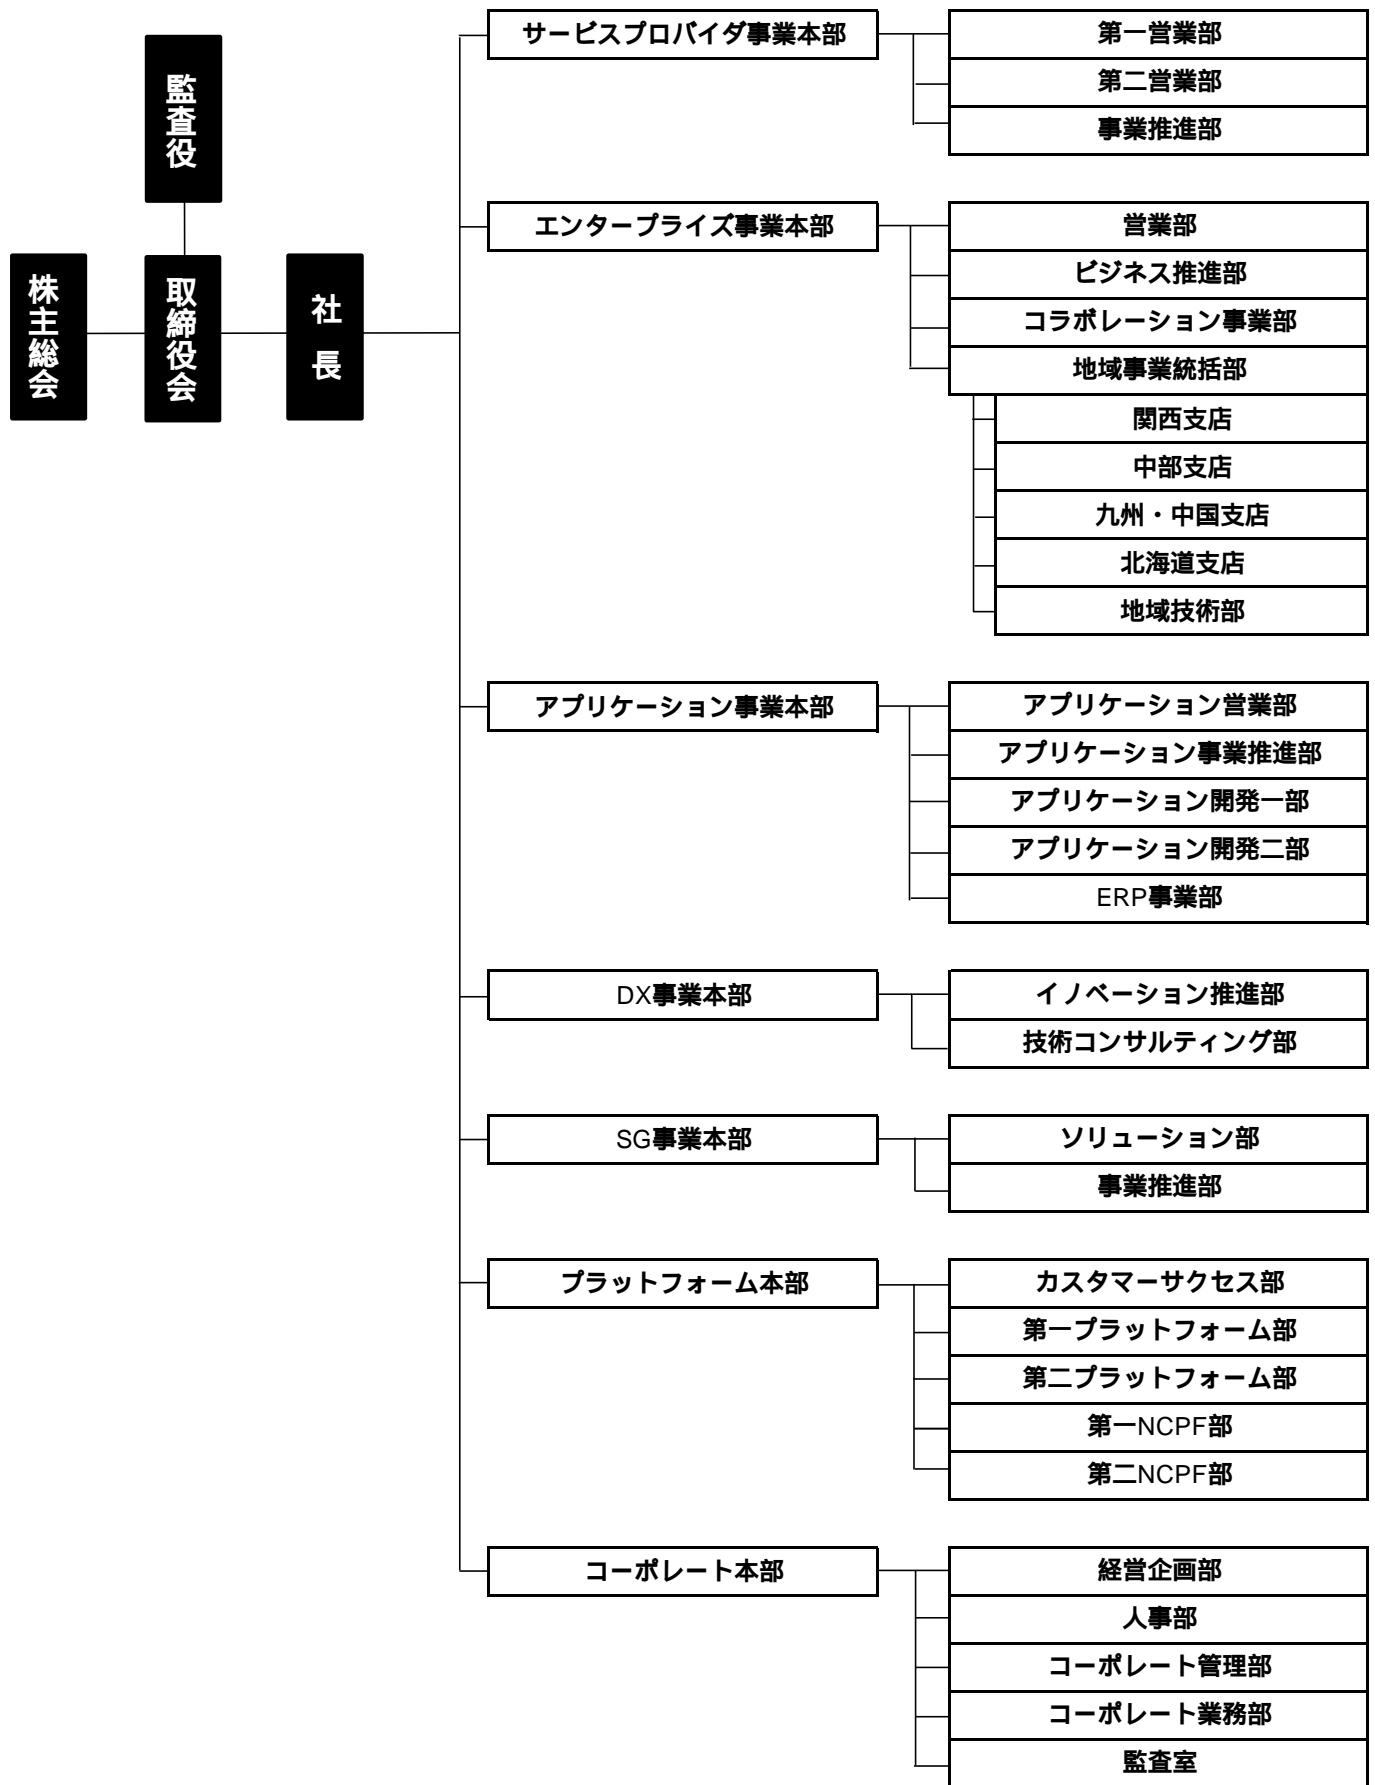 監査役
株主総会
取締役会
社長
サービスプロバイダ事業本部
第一営業部
第二営業部
事業推進部
エンタープライズ事業本部
営業部
ビジネス推進部
コラボレーション事業部
地域事業統括部
関西支店
中部支店
九州・中国支店
北海道支店
地域技術部
アプリケーション事業本部
アプリケーション営業部
アプリケーション事業推進部
アプリケーション開発一部
アプリケーション開発二部
ERP事業部
DX事業本部
イノベーション推進部
技術コンサルティング部
SG事業本部
ソリューション部
事業推進部
プラットフォーム本部
カスタマーサクセス部
第一プラットフォーム部
第二プラットフォーム部
第一NCPF部
第二NCPF部
コーポレート本部
経営企画部
人事部
コーポレート管理部
コーポレート業務部
監査室